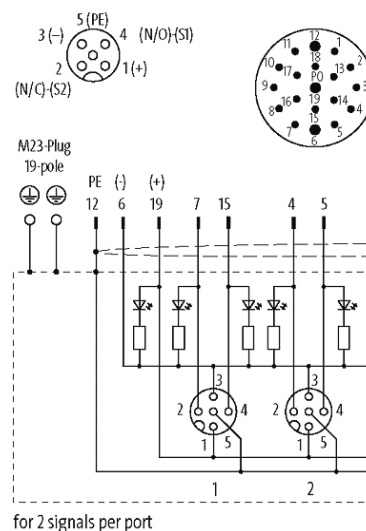 5 (PE)
3 (–) 4 (N/O)-(S1)
2 1 (+)
(N/C)-(S2)
12
11 1
10 18 2
17 P0 13
9 3
16 19 14
8 15 4
7 6 5
M23-Plug
19-pole
PE (-) (+)
12 6 19 7 15 4 5
3 3
2 4 2 4
1 5 1 5
1 2
for 2 signals per port